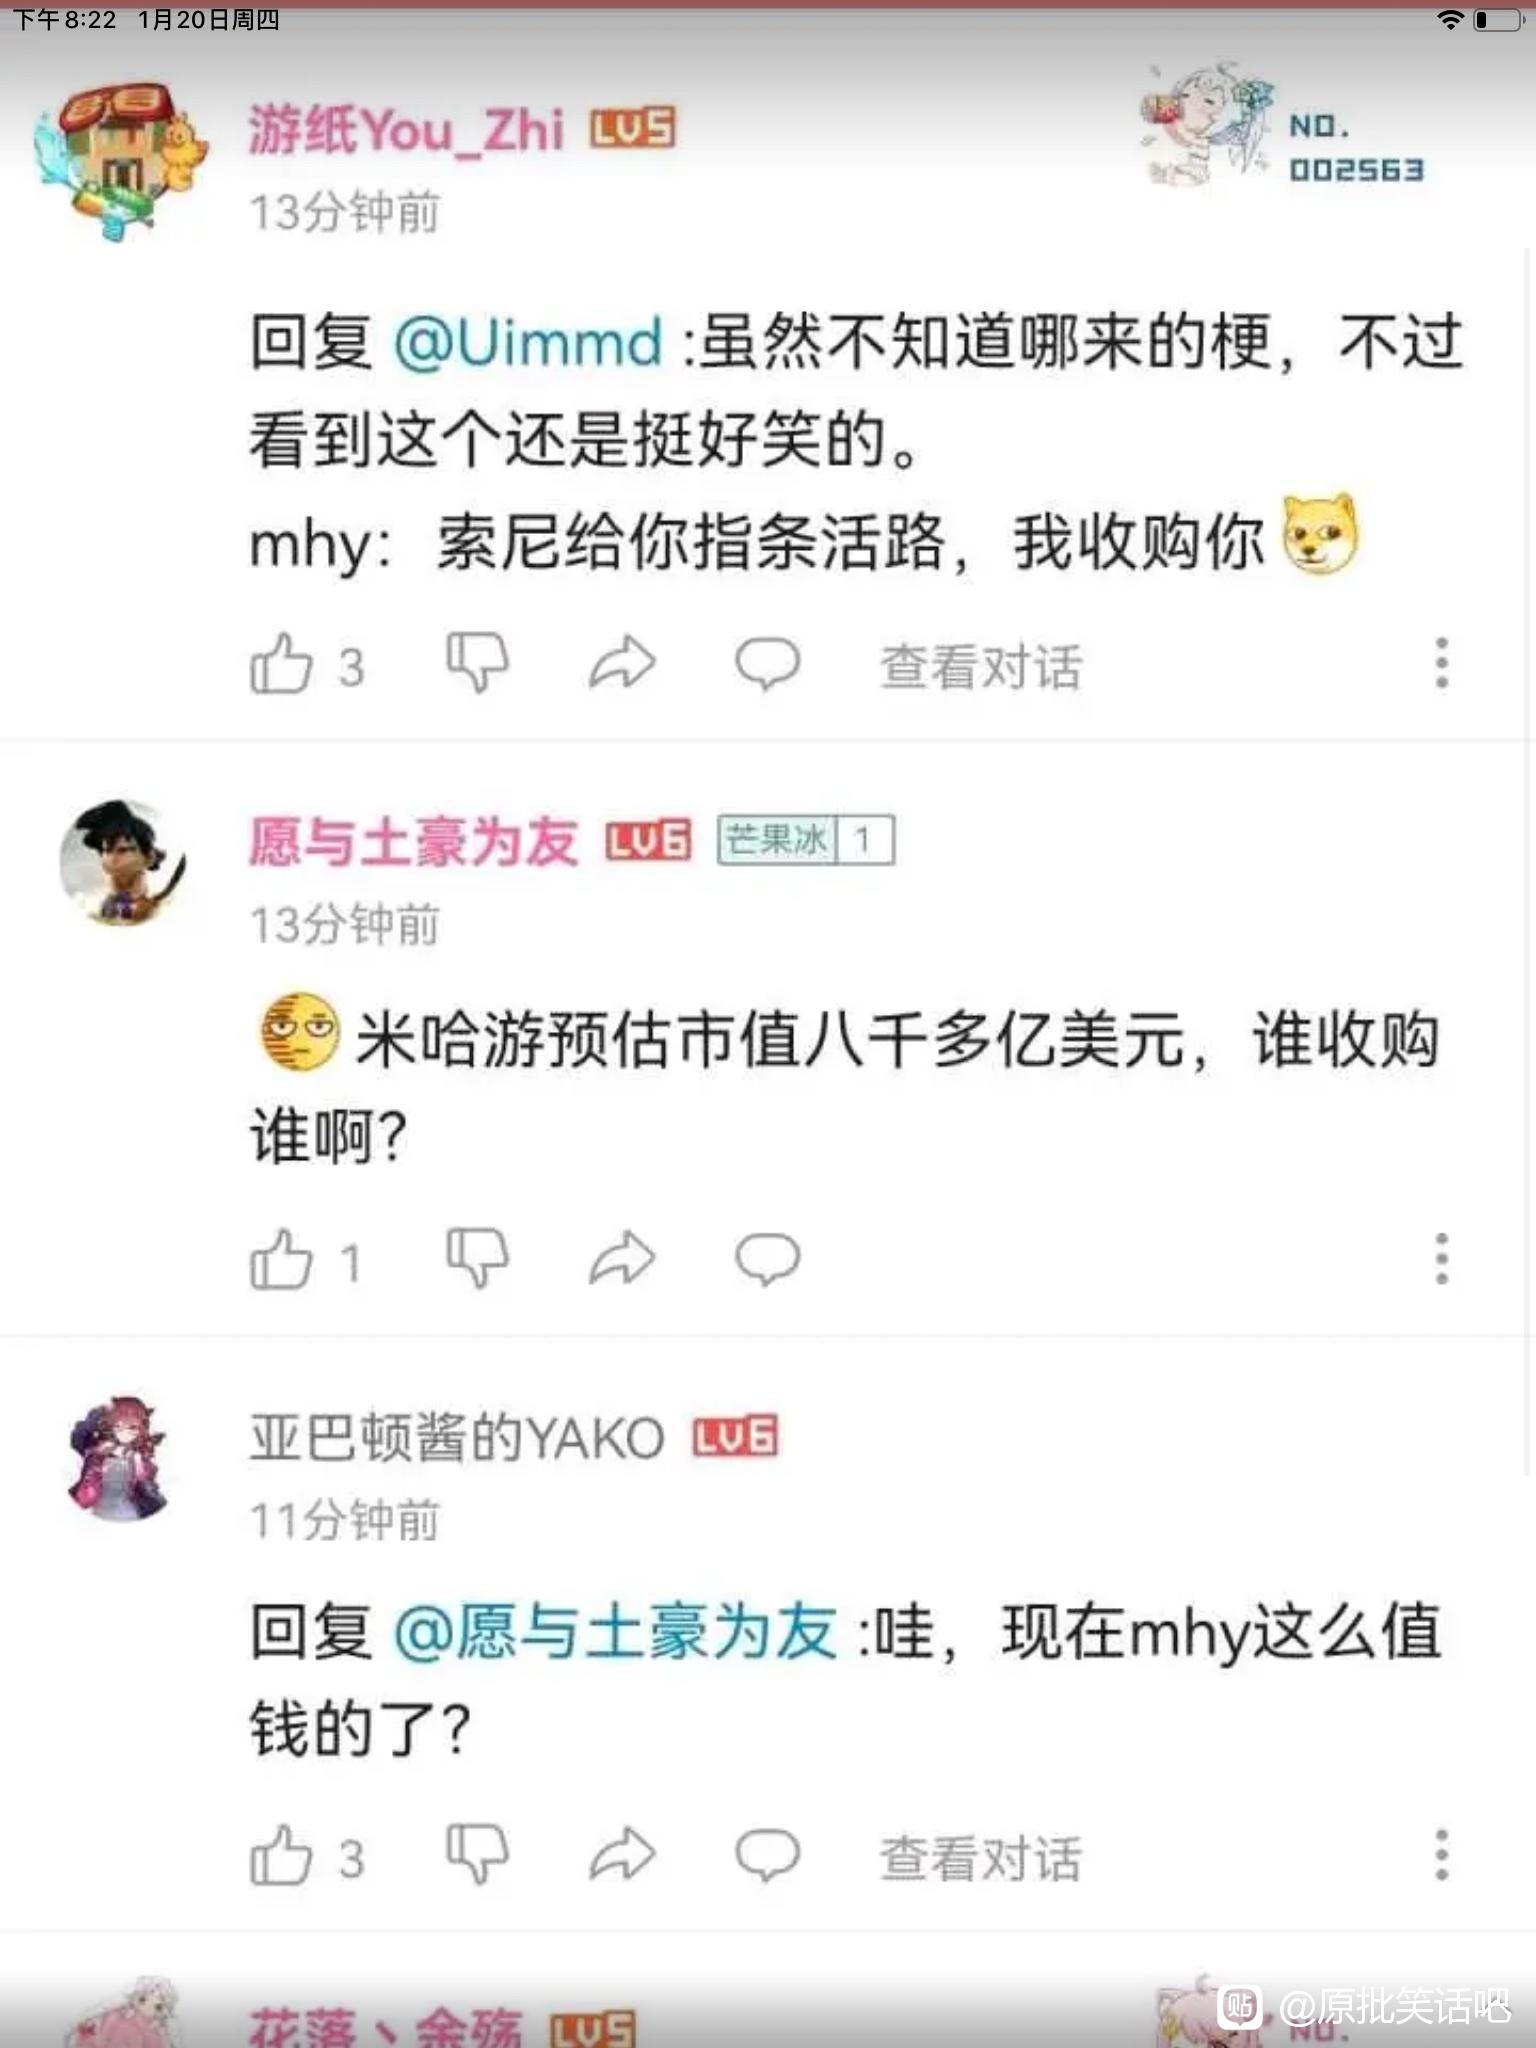 下午8:22 1月20日周四
游纸You_Zhi LV5
NO.
002563
13分钟前
回复 @Uimmd :虽然不知道哪来的梗，不过
看到这个还是挺好笑的。
mhy：索尼给你指条活路，我收购你
3 查看对话
愿与土豪为友 LV6 芒果冰 1
13分钟前
米哈游预估市值八千多亿美元，谁收购
谁啊？
1
亚巴顿酱的YAKO LV6
11分钟前
回复 @愿与土豪为友 :哇，现在mhy这么值
钱的了？
3 查看对话
花落丶余殇 LV5
NO.
贴 @原批笑话吧